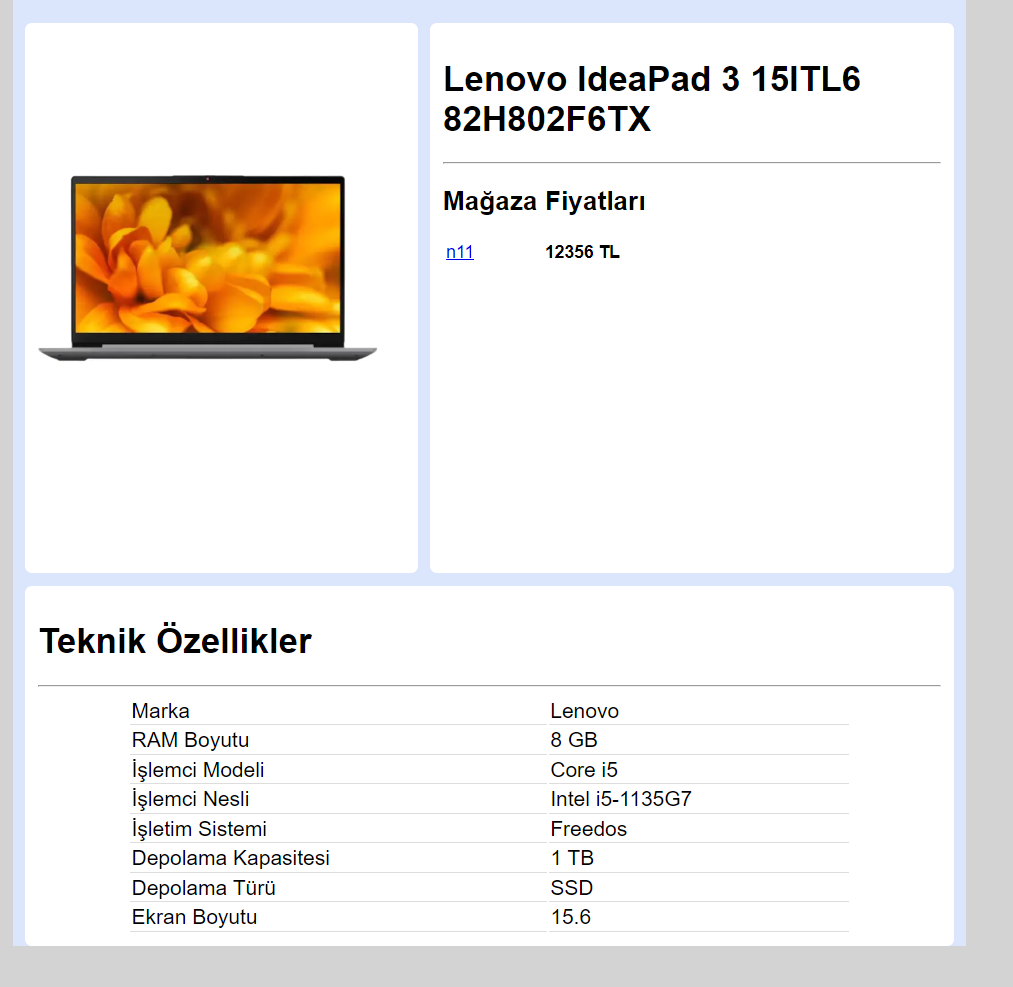 Lenovo IdeaPad 3 15ITL6
82H802F6TX
Mağaza Fiyatları
n11 12356 TL
Teknik Özellikler
Marka Lenovo
RAM Boyutu 8 GB
İşlemci Modeli Core i5
İşlemci Nesli Intel i5-1135G7
İşletim Sistemi Freedos
Depolama Kapasitesi 1 TB
Depolama Türü SSD
Ekran Boyutu 15.6